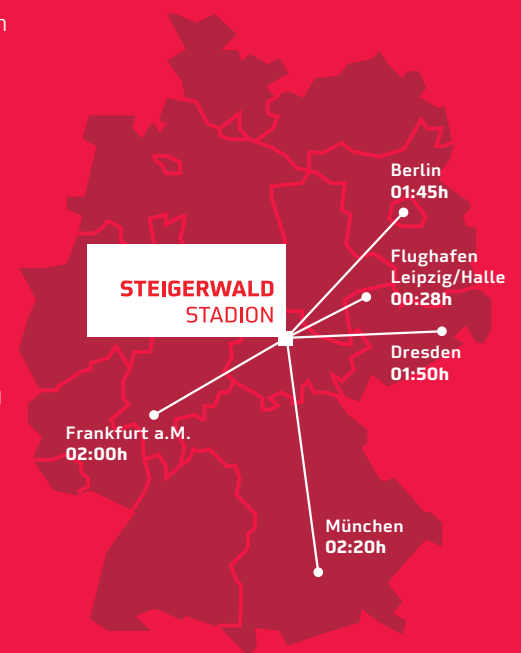 n
Berlin
01:45h
Flughafen
Leipzig/Halle
00:28h
STEIGERWALD
STADION
Dresden
01:50h
Frankfurt a.M.
02:00h
München
02:20h